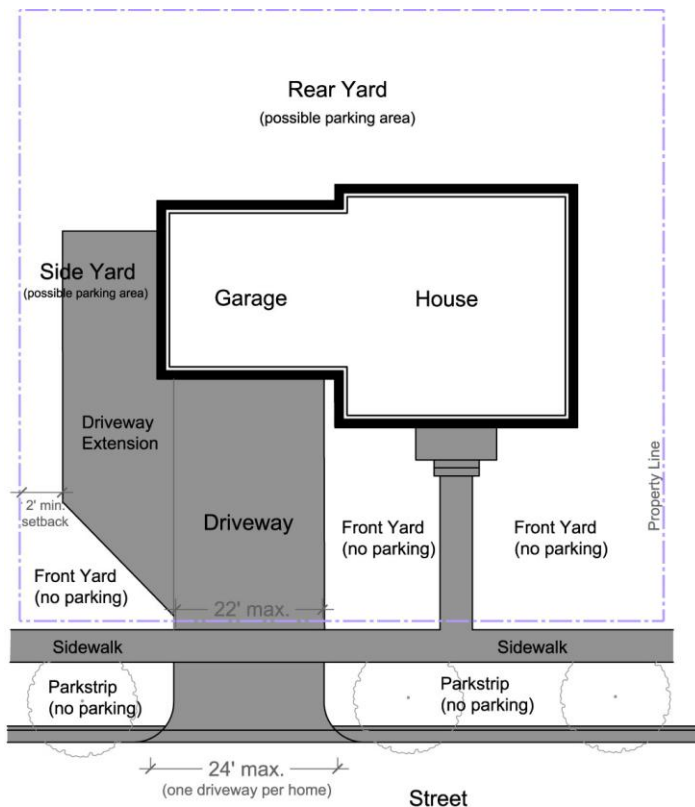 Rear Yard
(possible parking area)
Side Yard
(possible parking area)
Garage
House
Driveway
Extension
Property Line
2' min.
setback
Driveway
Front Yard
(no parking)
Front Yard
(no parking)
Front Yard
(no parking)
22' max.
Sidewalk
Sidewalk
Parkstrip
(no parking)
Parkstrip
(no parking)
24' max.
(one driveway per home)
Street